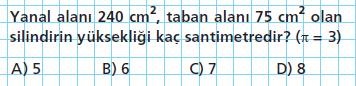 Yanal alanı 240 cm², taban alanı 75 cm² olan
silindirin yüksekliği kaç santimetredir? (π = 3)
A) 5 B) 6 C) 7 D) 8